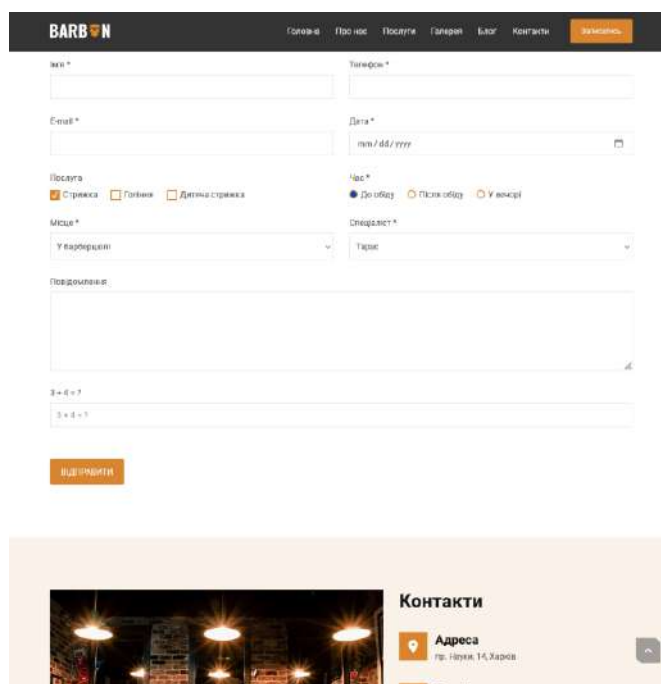 BARBON
Головна Про нас Послуги Галерея Блог Контакти Записатись
Ім'я * Телефон *
E-mail * Дата *
mm/dd/yyyy
Послуга Час *
Стрижка Гоління Дитяча стрижка До обіду Після обіду У вечорі
Місце * Спеціаліст *
У барбершопі Тарас
Повідомлення
3 + 4 = ?
3 + 4 = ?
ВІДПРАВИТИ
Контакти
Адреса
пр. Науки, 14, Харків